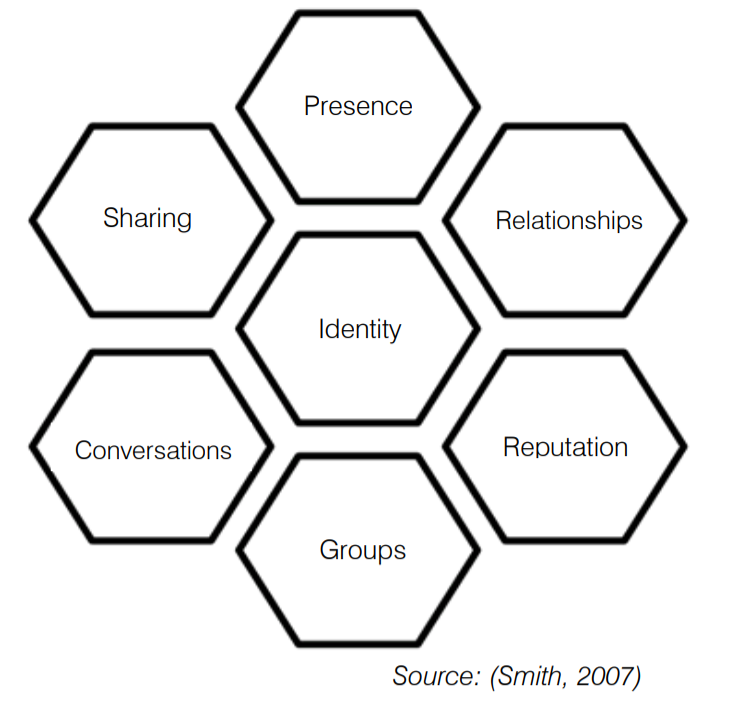 Presence
Sharing
Relationships
Identity
Conversations
Reputation
Groups
Source: (Smith, 2007)